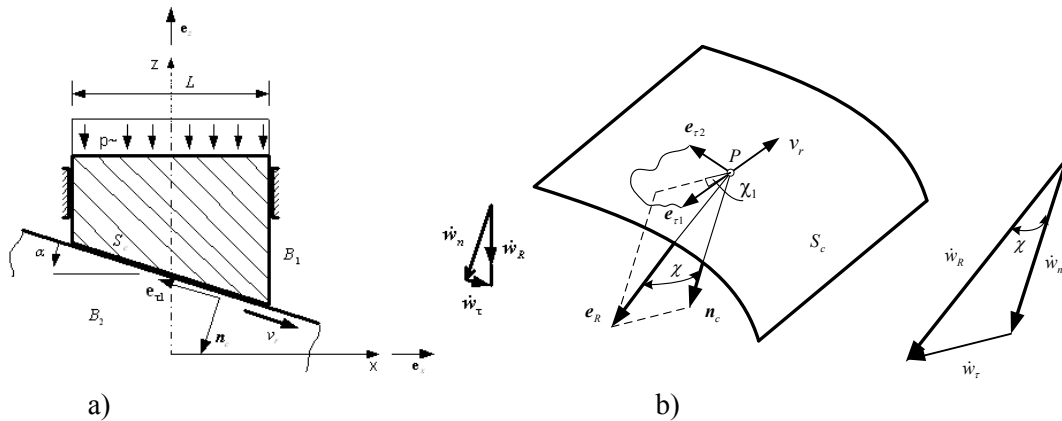 e_z
z
L
p~
S_c
B_1
α
e_τ1
B_2
n_c
v_r
x
e_x
ẇ_n
ẇ_R
ẇ_τ
a)
e_τ2
P
v_r
χ_1
e_τ1
S_c
χ
e_R
n_c
ẇ_R
χ
ẇ_n
ẇ_τ
b)